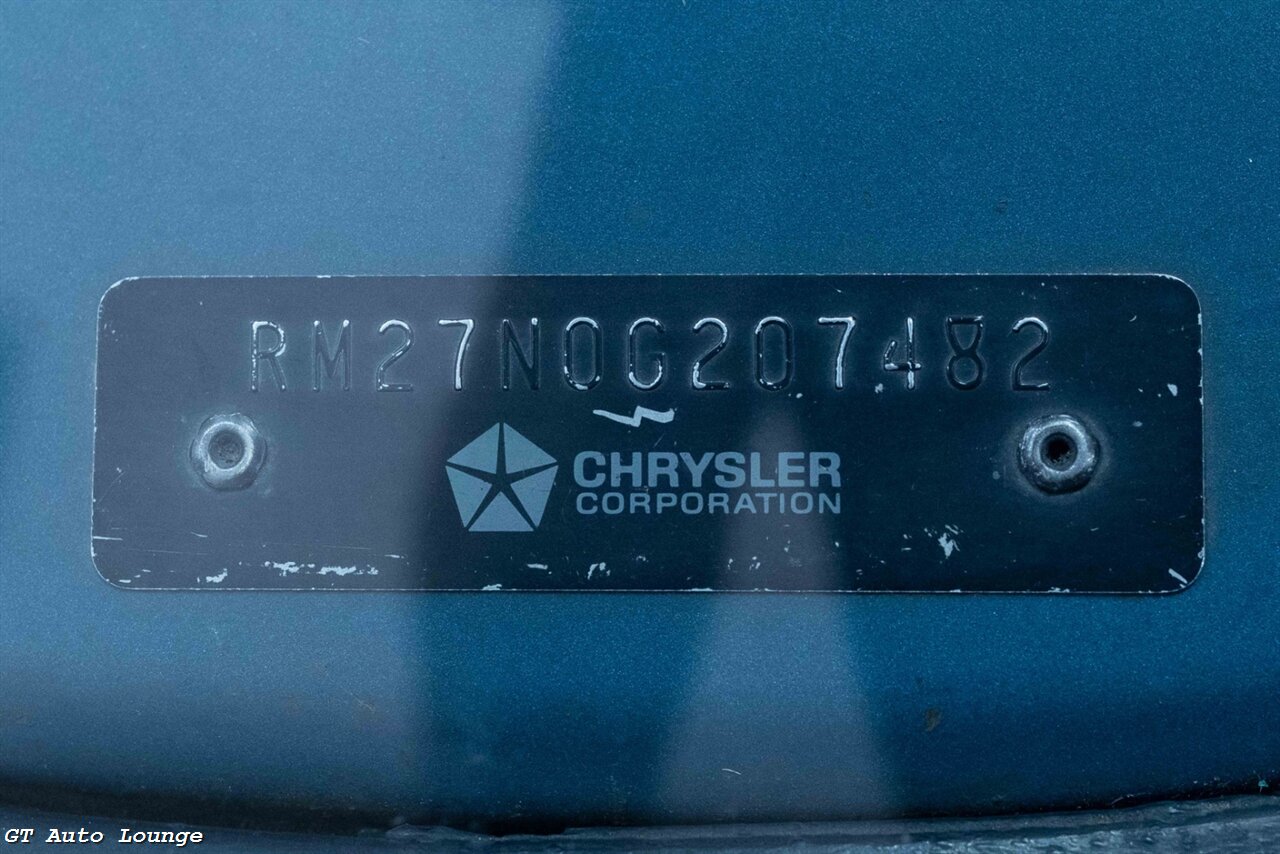 RM27N0G207482
CHRYSLER
CORPORATION
GT Auto Lounge